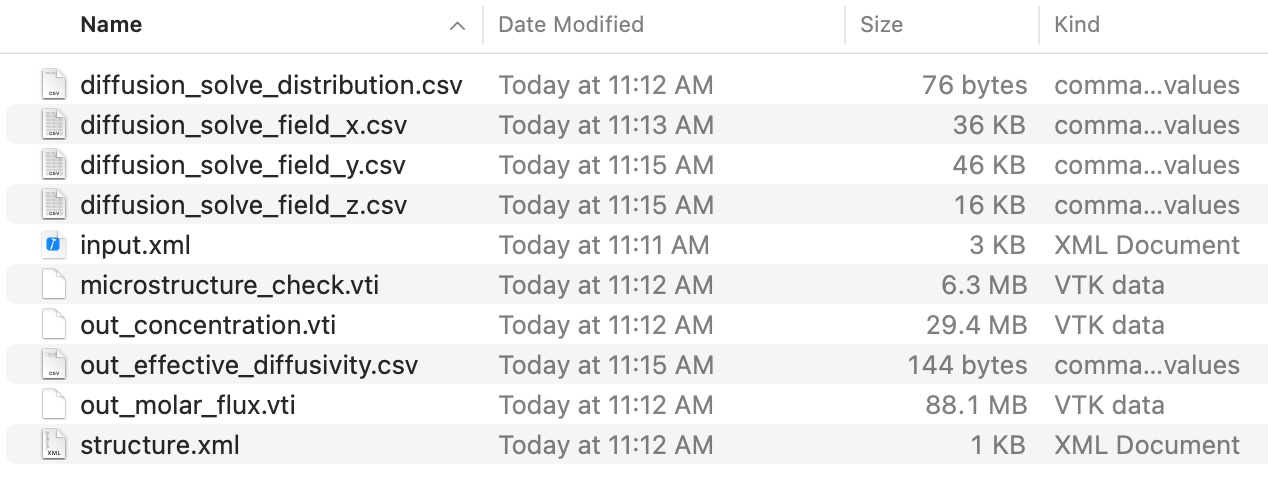 Name Date Modified Size Kind
diffusion_solve_distribution.csv Today at 11:12 AM 76 bytes comma...values
diffusion_solve_field_x.csv Today at 11:13 AM 36 KB comma...values
diffusion_solve_field_y.csv Today at 11:15 AM 46 KB comma...values
diffusion_solve_field_z.csv Today at 11:15 AM 16 KB comma...values
input.xml Today at 11:11 AM 3 KB XML Document
microstructure_check.vti Today at 11:12 AM 6.3 MB VTK data
out_concentration.vti Today at 11:12 AM 29.4 MB VTK data
out_effective_diffusivity.csv Today at 11:15 AM 144 bytes comma...values
out_molar_flux.vti Today at 11:12 AM 88.1 MB VTK data
structure.xml Today at 11:12 AM 1 KB XML Document